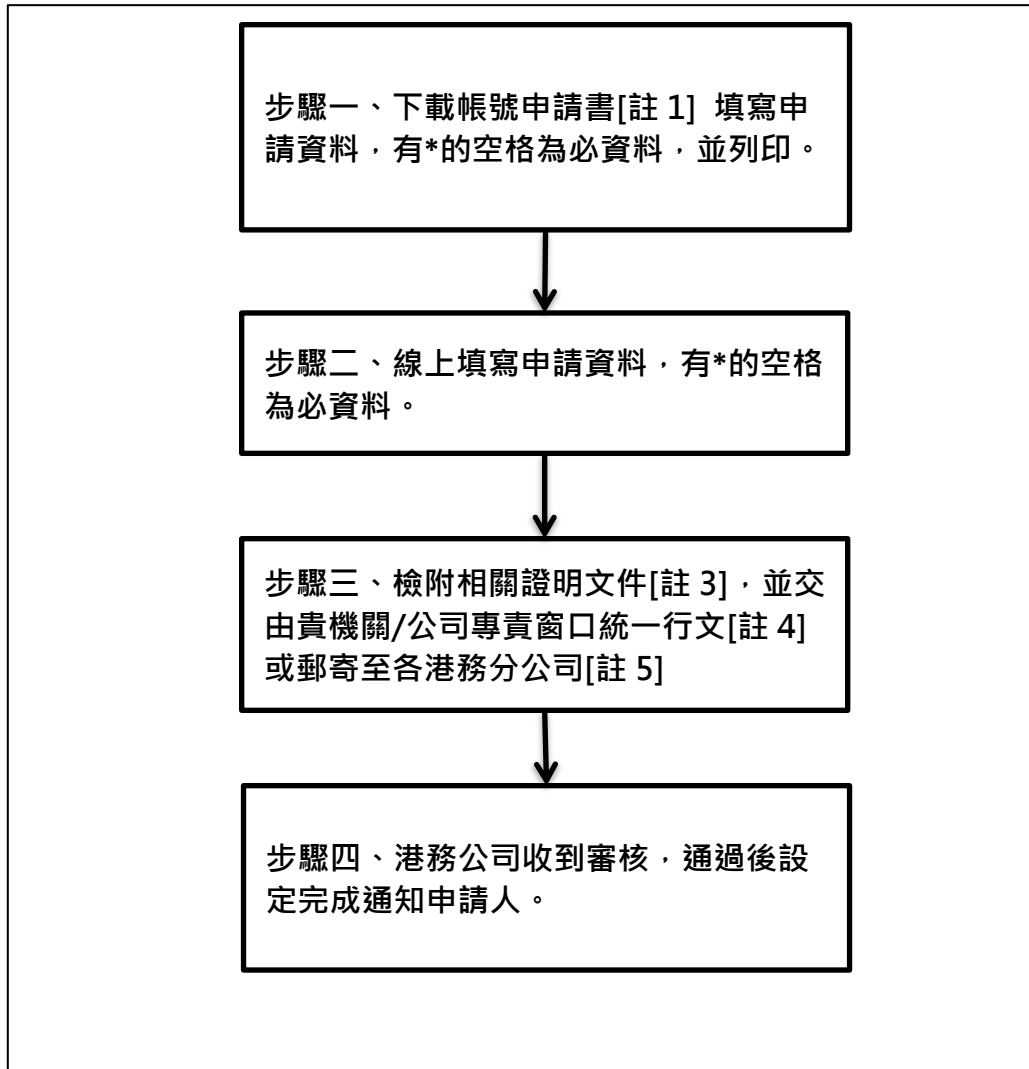 步驟一、下載帳號申請書[註 1] 填寫申
請資料，有*的空格為必資料，並列印。
步驟二、線上填寫申請資料，有*的空格
為必資料。
步驟三、檢附相關證明文件[註 3]，並交
由貴機關/公司專責窗口統一行文[註 4]
或郵寄至各港務分公司[註 5]
步驟四、港務公司收到審核，通過後設
定完成通知申請人。